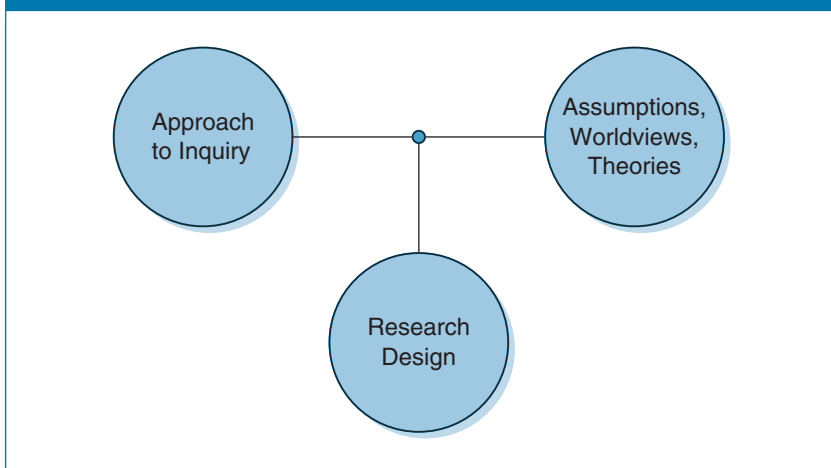 Approach
to Inquiry
Assumptions,
Worldviews,
Theories
Research
Design